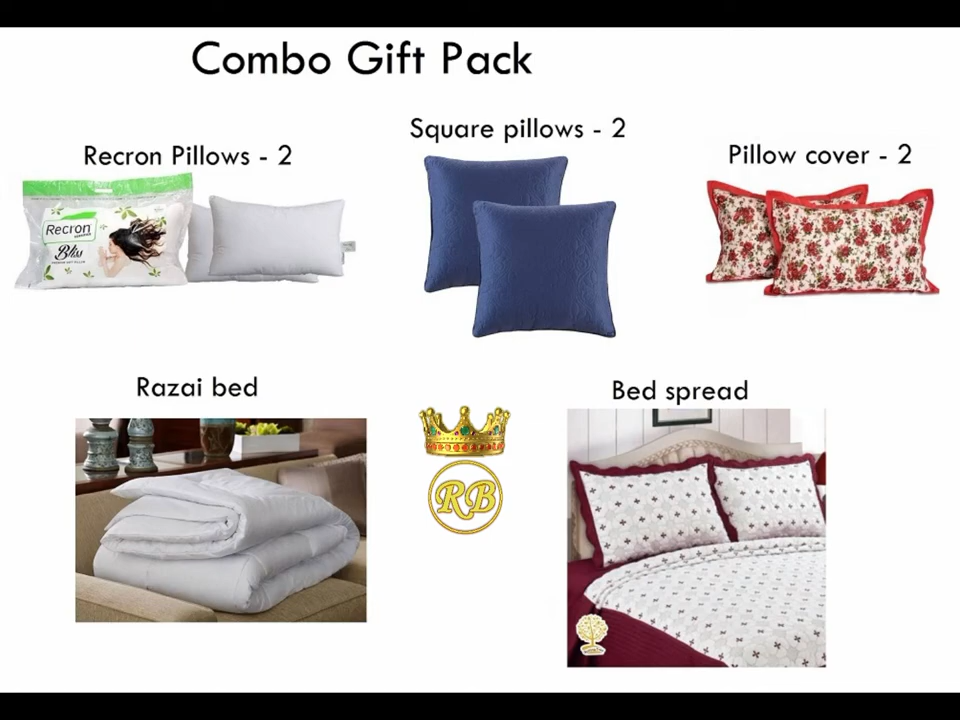 Combo Gift Pack
Square pillows - 2
Recron Pillows - 2
Pillow cover - 2
Recron
Bliss
Razai bed
Bed spread
RB